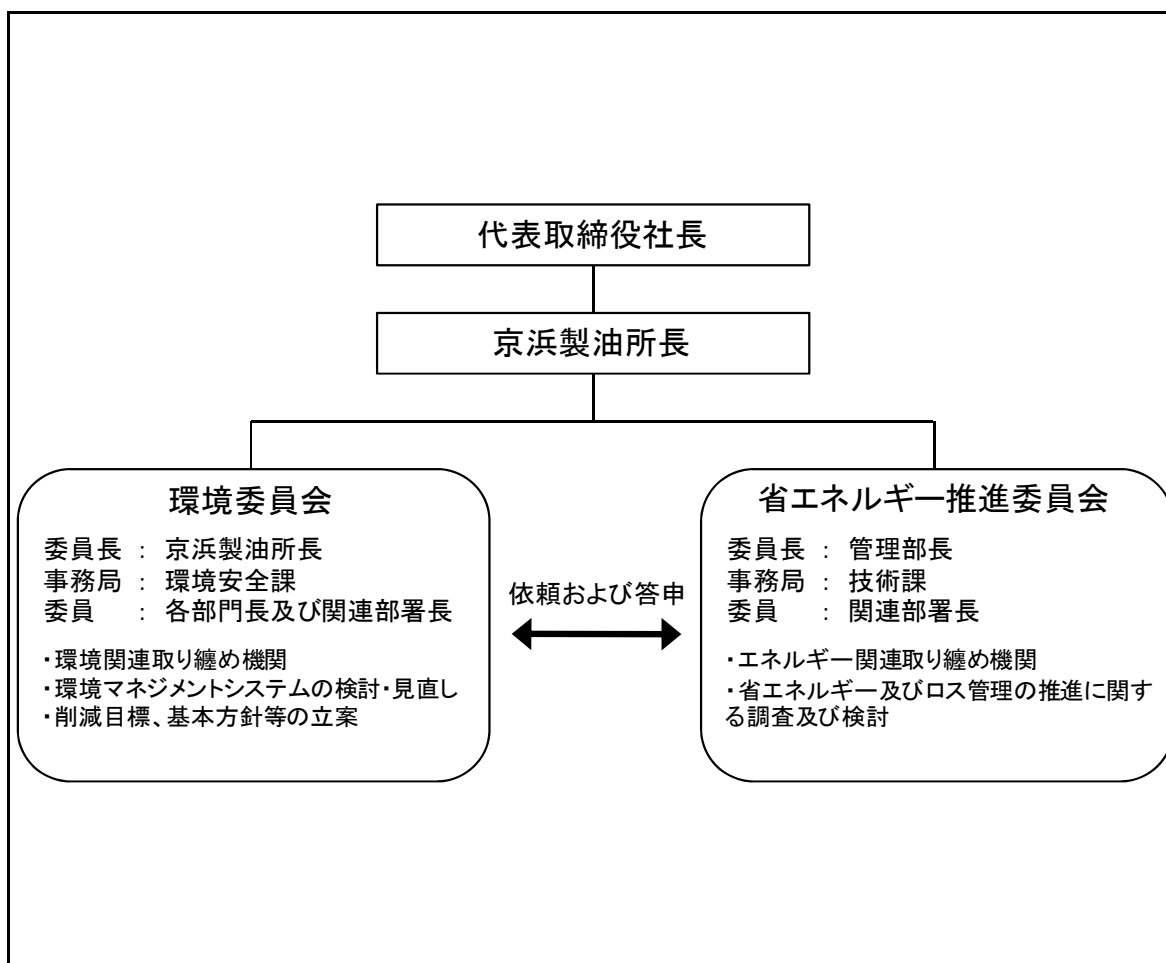 代表取締役社長
京浜製油所長
環境委員会
委員長 : 京浜製油所長
事務局 : 環境安全課
委員 : 各部門長及び関連部署長
・環境関連取り纏め機関
・環境マネジメントシステムの検討・見直し
・削減目標、基本方針等の立案
依頼および答申
省エネルギー推進委員会
委員長 : 管理部長
事務局 : 技術課
委員 : 関連部署長
・エネルギー関連取り纏め機関
・省エネルギー及びロス管理の推進に関す
る調査及び検討